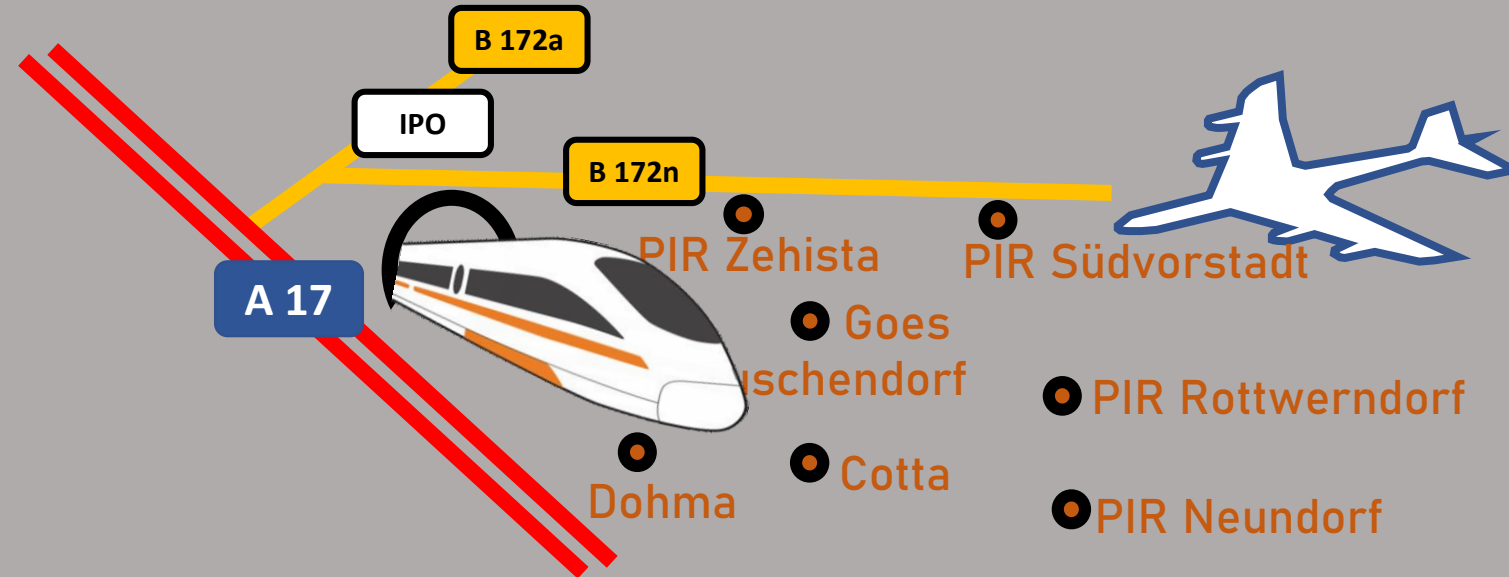 B 172a
IPO
B 172n
PIR Zehista
PIR Südvorstadt
A 17
Goes
PIR Rottwerndorf
Cotta
Dohma
PIR Neundorf